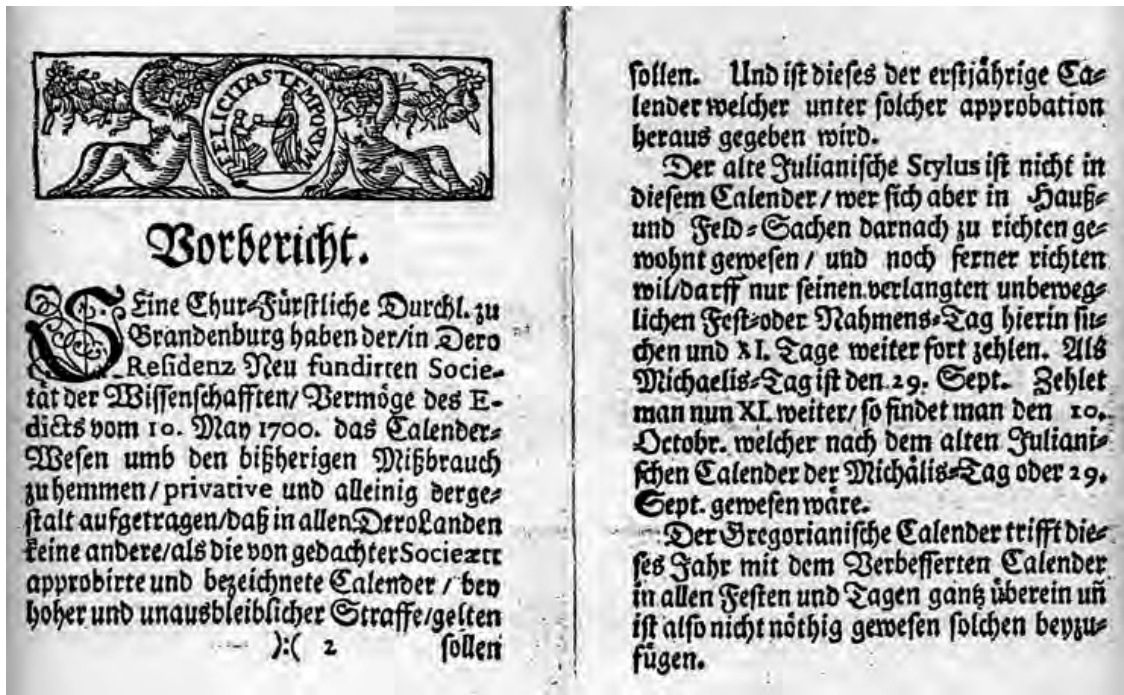 FELICITAS TEMPORUM
Vorbericht.
SEine Chur-Fürstliche Durchl. zu
Brandenburg haben der/in Dero
Residenz Neu fundirten Socie-
tät der Wissenschafften/ Vermöge des E-
dicts vom 10. May 1700. das Calender-
Wesen umb den bißherigen Mißbrauch
zu hemmen/ privative und alleinig derge-
stalt aufgetragen/daß in allen Dero Landen
keine andere/als die von gedachter Societætt
approbirte und bezeichnete Calender / bey
hoher und unausbleiblicher Straffe/gelten
):( 2 sollen
sollen. Und ist dieses der erstjährige Ca-
lender welcher unter solcher approbation
heraus gegeben wird.
Der alte Julianische Stylus ist nicht in
diesem Calender / wer sich aber in Hauß-
und Feld-Sachen darnach zu richten ge-
wohnt gewesen / und noch ferner richten
wil/darff nur seinen verlangten unbeweg-
lichen Fest-oder Nahmens-Tag hierin su-
chen und XI. Tage weiter fort zehlen. Als
Michaelis-Tag ist den 29. Sept. Zehlet
man nun XI. weiter/ so findet man den 10.
Octobr. welcher nach dem alten Juliani-
schen Calender der Michälis-Tag oder 29.
Sept. gewesen wäre.
Der Gregorianische Calender trifft die-
ses Jahr mit dem Verbesserten Calender
in allen Festen und Tagen gantz überein uñ
ist also nicht nöthig gewesen solchen beyzu-
fügen.